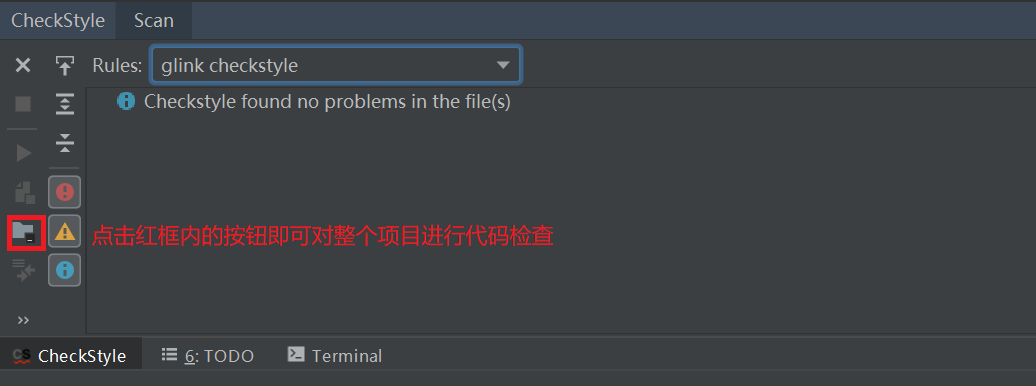 CheckStyle Scan
Rules: glink checkstyle
Checkstyle found no problems in the file(s)
点击红框内的按钮即可对整个项目进行代码检查
CS CheckStyle 6: TODO Terminal